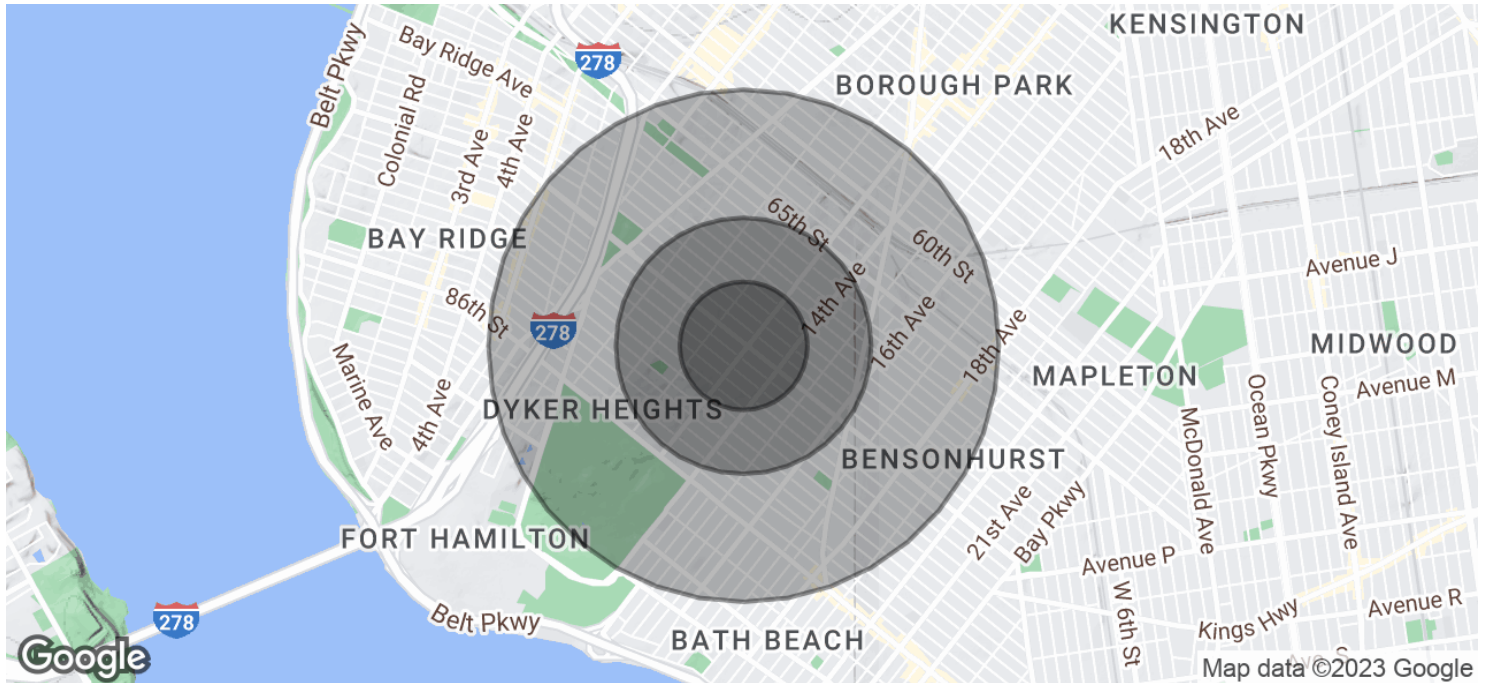 KENSINGTON
Belt Pkwy
Bay Ridge Ave
278
BOROUGH PARK
Colonial Rd
3rd Ave
4th Ave
18th Ave
65th St
60th St
BAY RIDGE
Avenue J
14th Ave
86th St
278
16th Ave
18th Ave
MIDWOOD
Marine Ave
MAPLETON
Avenue M
4th Ave
DYKER HEIGHTS
McDonald Ave
Ocean Pkwy
Coney Island Ave
BENSONHURST
21st Ave
Bay Pkwy
FORT HAMILTON
Avenue P
W 6th St
278
Belt Pkwy
Kings Hwy
Avenue R
BATH BEACH
Google
Map data ©2023 Google